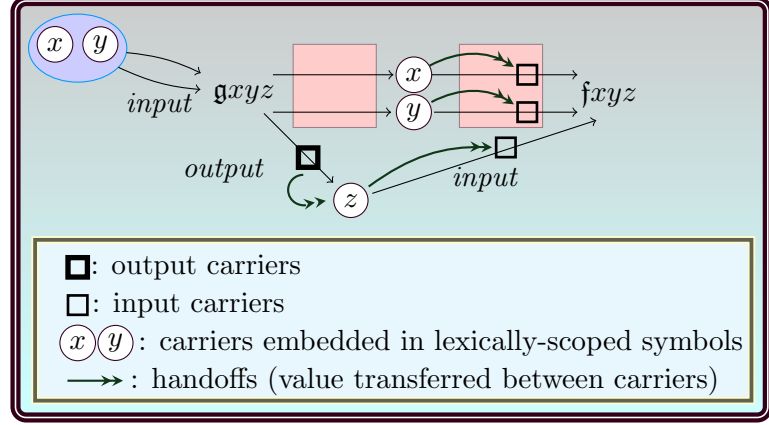 x y
x
𝔤xyz
𝔣xyz
input
y
output
input
z
: output carriers
: input carriers
x y : carriers embedded in lexically-scoped symbols
: handoffs (value transferred between carriers)